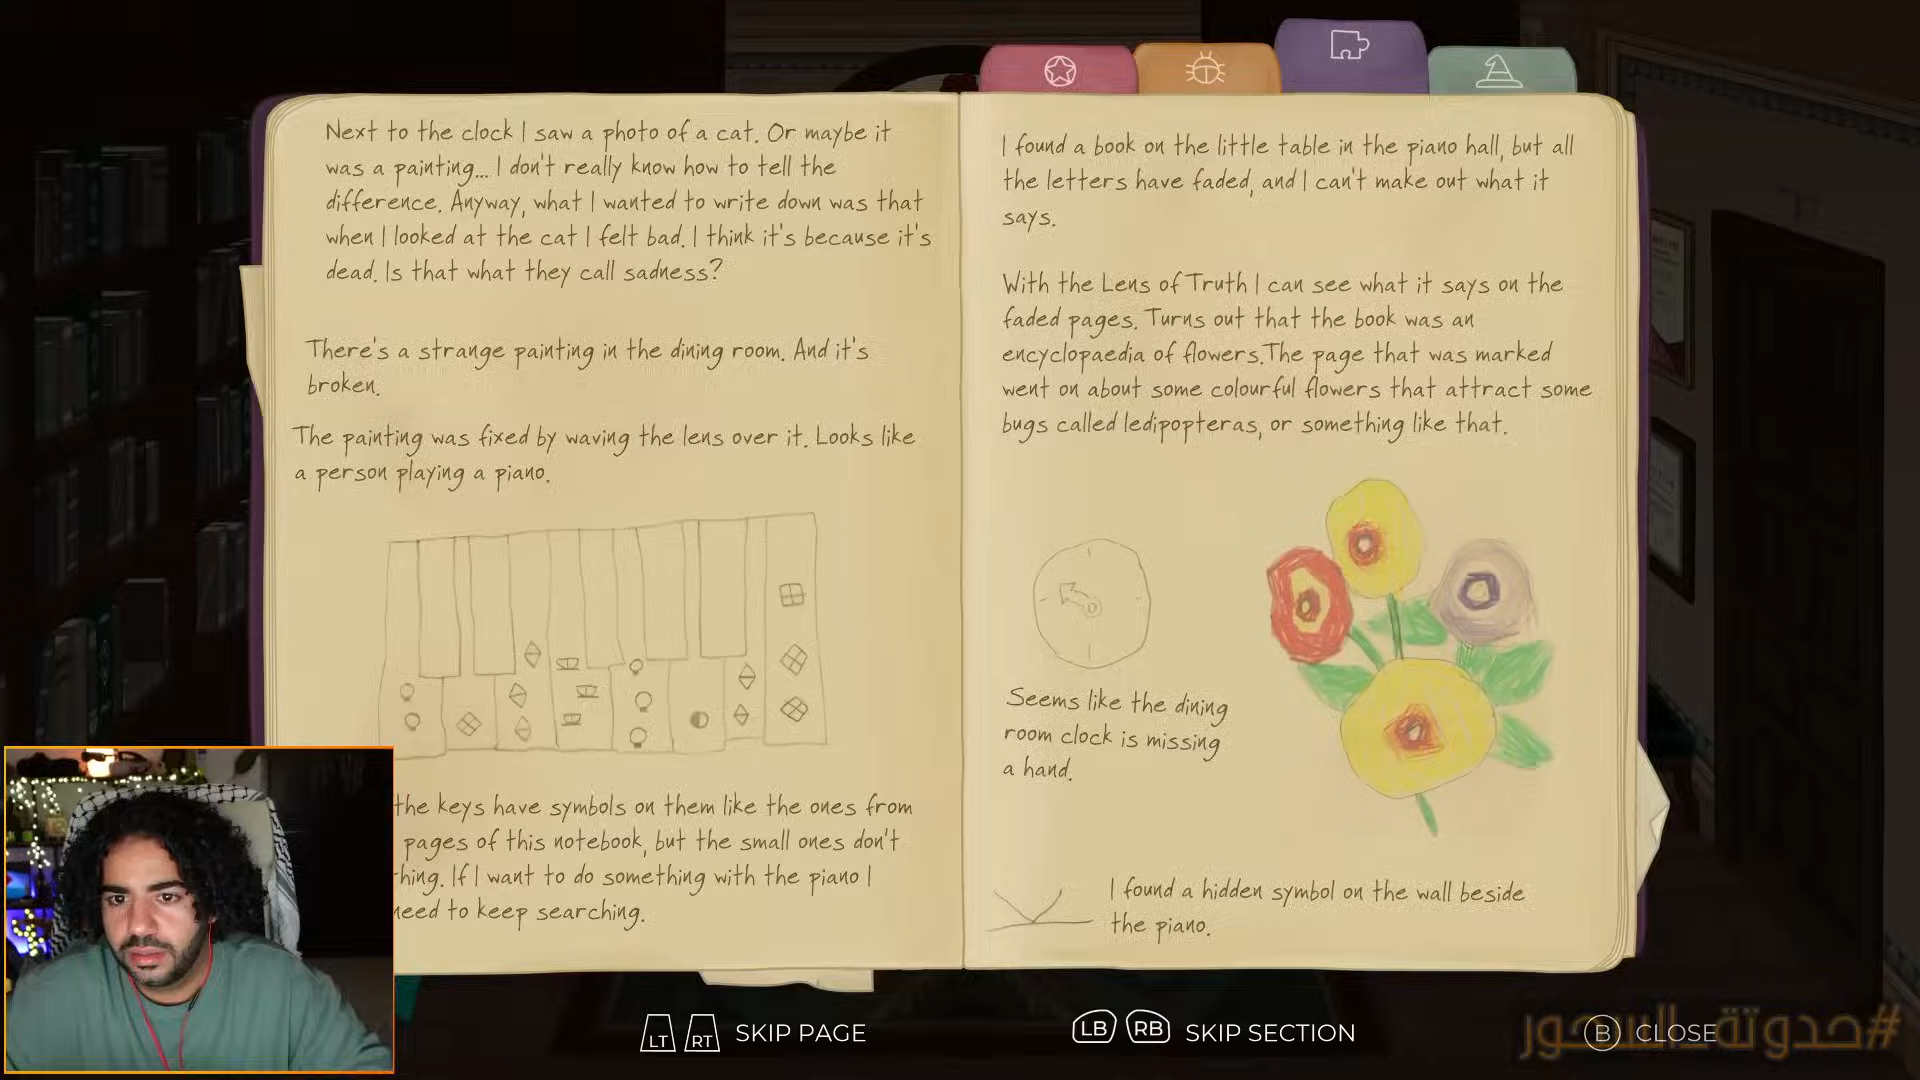 Next to the clock I saw a photo of a cat. Or maybe it
was a painting... I don't really know how to tell the
difference. Anyway, what I wanted to write down was that
when I looked at the cat I felt bad. I think it's because it's
dead. Is that what they call sadness?
There's a strange painting in the dining room. And it's
broken.
The painting was fixed by waving the lens over it. Looks like
a person playing a piano.
the keys have symbols on them like the ones from
pages of this notebook, but the small ones don't
hing. If I want to do something with the piano I
need to keep searching.
I found a book on the little table in the piano hall, but all
the letters have faded, and I can't make out what it
says.
With the Lens of Truth I can see what it says on the
faded pages. Turns out that the book was an
encyclopaedia of flowers.The page that was marked
went on about some colourful flowers that attract some
bugs called ledipopteras, or something like that.
Seems like the dining
room clock is missing
a hand.
I found a hidden symbol on the wall beside
the piano.
LT RT SKIP PAGE
LB RB SKIP SECTION
B CLOSE
#حدوتة_السحور